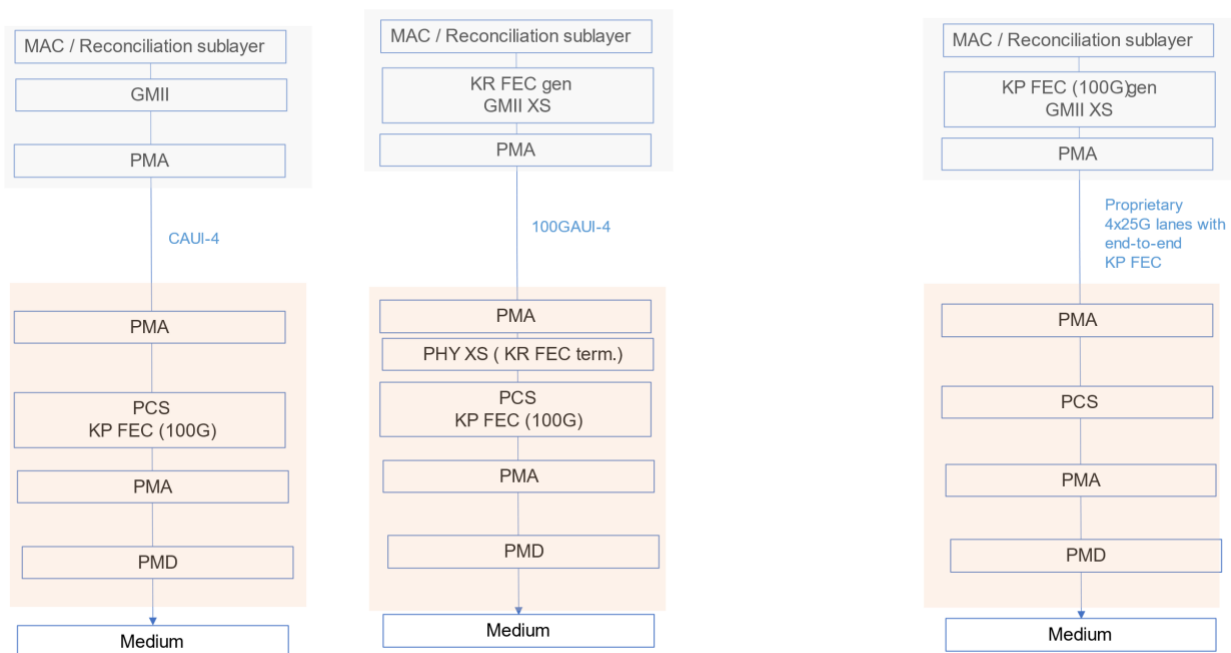 MAC / Reconciliation sublayer
GMII
PMA
CAUI-4
PMA
PCS
KP FEC (100G)
PMA
PMD
Medium
MAC / Reconciliation sublayer
KR FEC gen
GMII XS
PMA
100GAUI-4
PMA
PHY XS ( KR FEC term.)
PCS
KP FEC (100G)
PMA
PMD
Medium
MAC / Reconciliation sublayer
KP FEC (100G)gen
GMII XS
PMA
Proprietary
4x25G lanes with
end-to-end
KP FEC
PMA
PCS
PMA
PMD
Medium